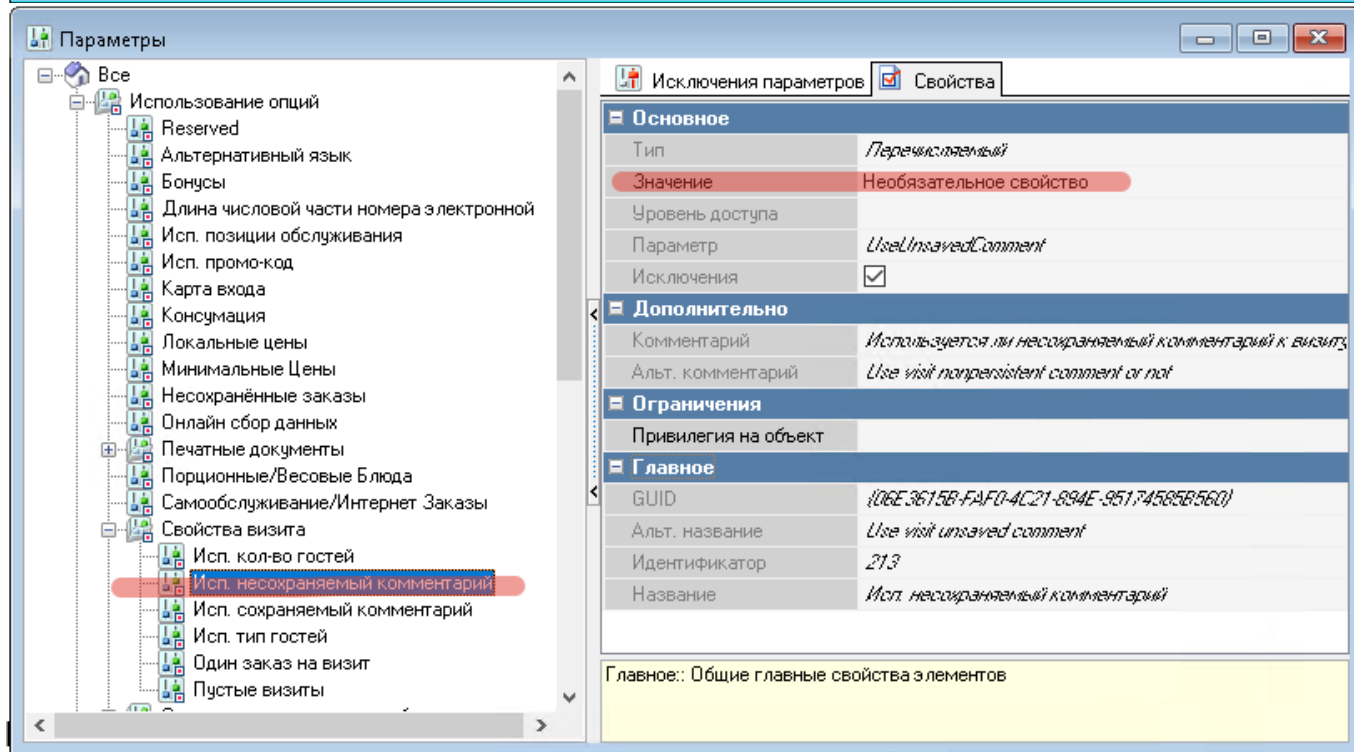 Параметры
Все
Использование опций
Reserved
Альтернативный язык
Бонусы
Длина числовой части номера электронной
Исп. позиции обслуживания
Исп. промо-код
Карта входа
Консумация
Локальные цены
Минимальные Цены
Несохранённые заказы
Онлайн сбор данных
Печатные документы
Порционные/Весовые Блюда
Самообслуживание/Интернет Заказы
Свойства визита
Исп. кол-во гостей
Исп. несохраняемый комментарий
Исп. сохраняемый комментарий
Исп. тип гостей
Один заказ на визит
Пустые визиты
Исключения параметров Свойства
Основное
Тип Перечисляемый
Значение Необязательное свойство
Уровень доступа
Параметр UseUnsavedComment
Исключения
Дополнительно
Комментарий Используется ли несохраняемый комментарий к визиту
Альт. комментарий Use visit nonpersistent comment or not
Ограничения
Привилегия на объект
Главное
GUID {06E3615B-FAF0-4C21-894E-95174585B560}
Альт. название Use visit unsaved comment
Идентификатор 213
Название Исп. несохраняемый комментарий
Главное:: Общие главные свойства элементов